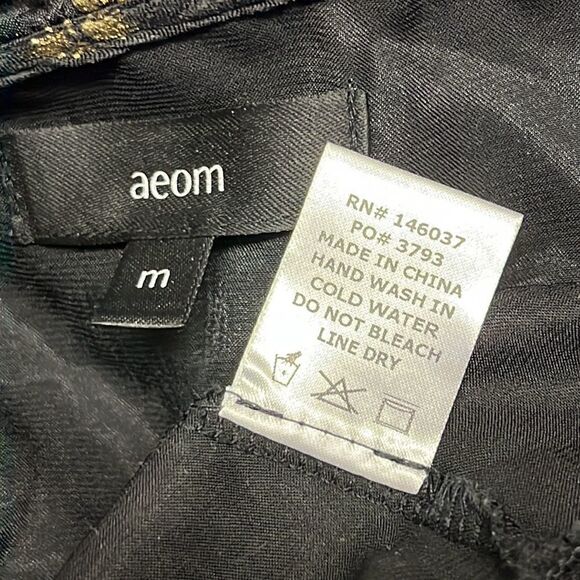 aeom
m
RN# 146037
PO# 3793
MADE IN CHINA
HAND WASH IN
COLD WATER
DO NOT BLEACH
LINE DRY